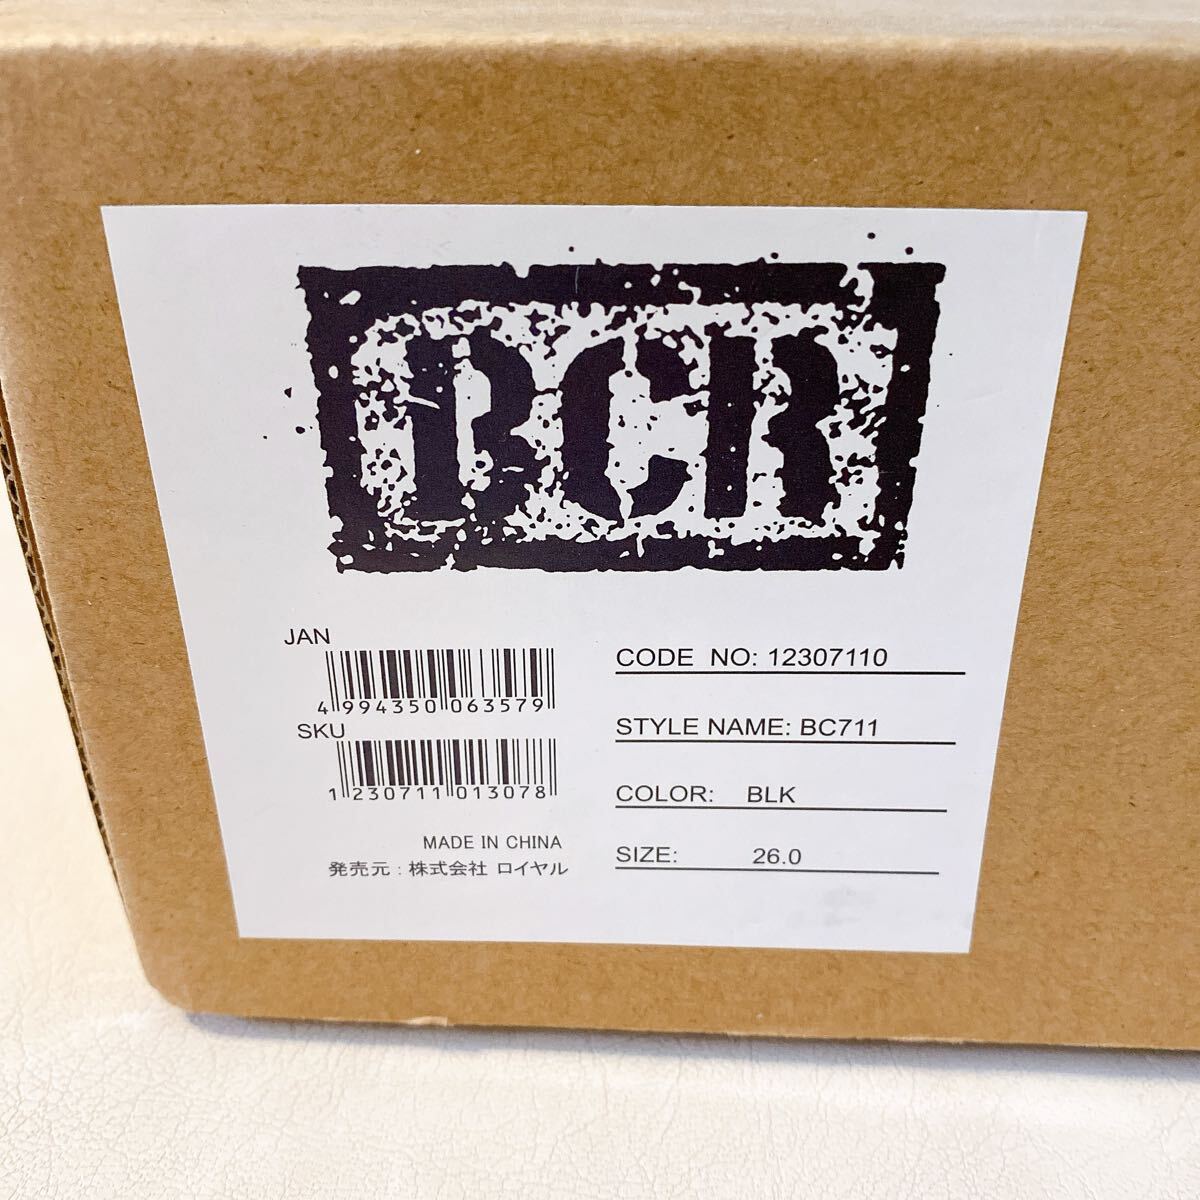 BCR
JAN
4 994350 063579
SKU
1 230711 013078
MADE IN CHINA
発売元：株式会社 ロイヤル
CODE NO: 12307110
STYLE NAME: BC711
COLOR: BLK
SIZE: 26.0